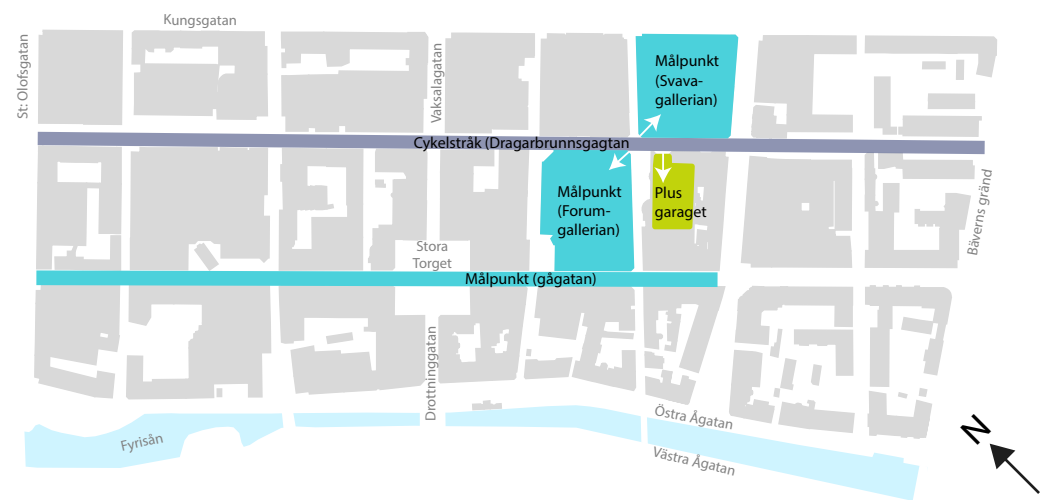 Kungsgatan
St: Olofsgatan
Vaksalagatan
Målpunkt
(Svava-
gallerian)
Cykelstråk (Dragarbrunnsgagtan
Målpunkt
(Forum-
gallerian)
Plus
garaget
Bäverns gränd
Stora
Torget
Målpunkt (gågatan)
Drottninggatan
Östra Ågatan
Fyrisån
Västra Ågatan
N